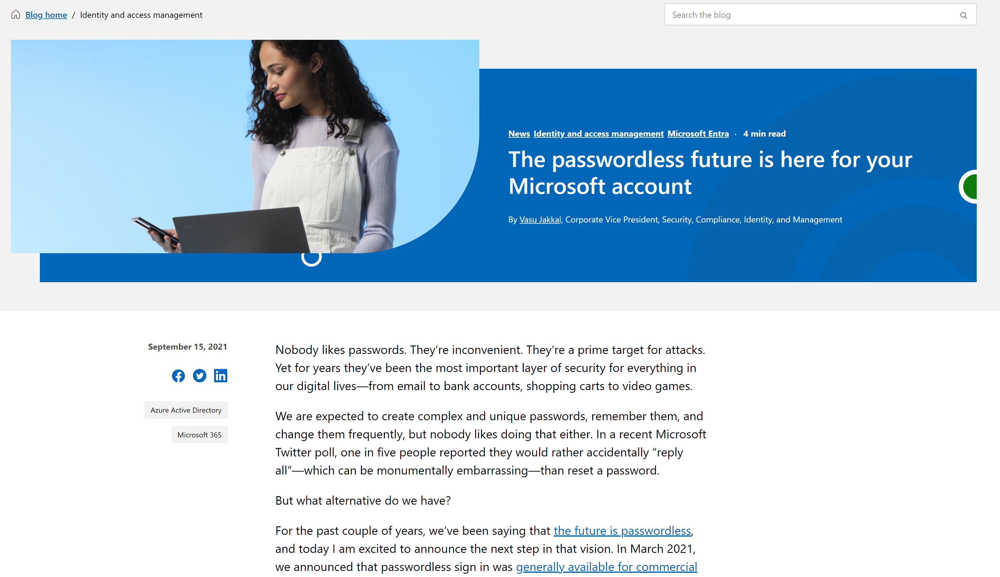 Blog home / Identity and access management
Search the blog
News Identity and access management Microsoft Entra · 4 min read
The passwordless future is here for your
Microsoft account
By Vasu Jakkal, Corporate Vice President, Security, Compliance, Identity, and Management
YOGA
September 15, 2021
Azure Active Directory
Microsoft 365
Nobody likes passwords. They’re inconvenient. They’re a prime target for attacks.
Yet for years they’ve been the most important layer of security for everything in
our digital lives—from email to bank accounts, shopping carts to video games.
We are expected to create complex and unique passwords, remember them, and
change them frequently, but nobody likes doing that either. In a recent Microsoft
Twitter poll, one in five people reported they would rather accidentally “reply
all”—which can be monumentally embarrassing—than reset a password.
But what alternative do we have?
For the past couple of years, we’ve been saying that the future is passwordless,
and today I am excited to announce the next step in that vision. In March 2021,
we announced that passwordless sign in was generally available for commercial